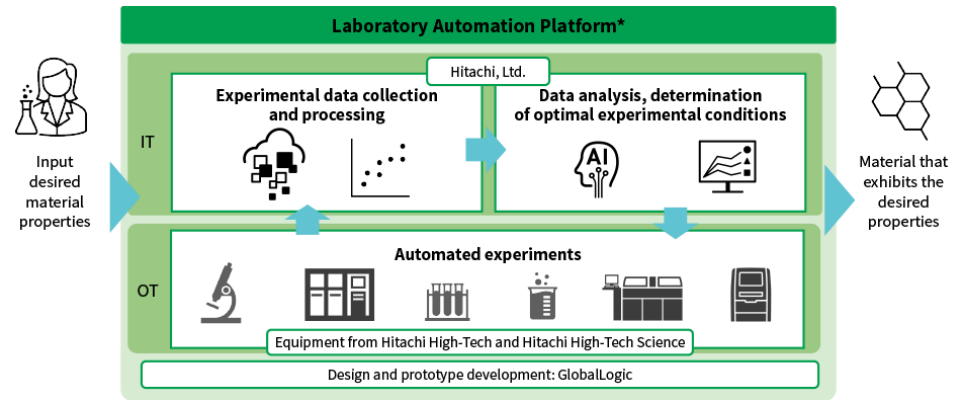 Laboratory Automation Platform*
Hitachi, Ltd.
IT
Experimental data collection
and processing
Data analysis, determination
of optimal experimental conditions
AI
Input
desired
material
properties
Material that
exhibits the
desired
properties
OT
Automated experiments
Equipment from Hitachi High-Tech and Hitachi High-Tech Science
Design and prototype development: GlobalLogic